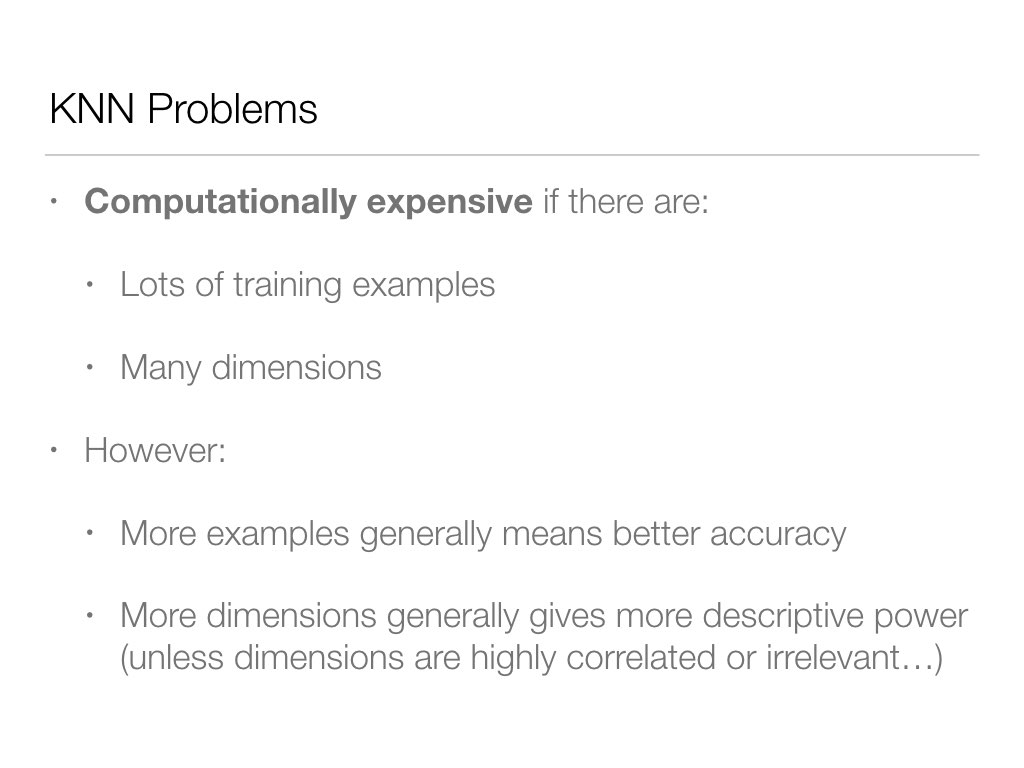 KNN Problems
• Computationally expensive if there are:
• Lots of training examples
• Many dimensions
• However:
• More examples generally means better accuracy
• More dimensions generally gives more descriptive power
(unless dimensions are highly correlated or irrelevant…)